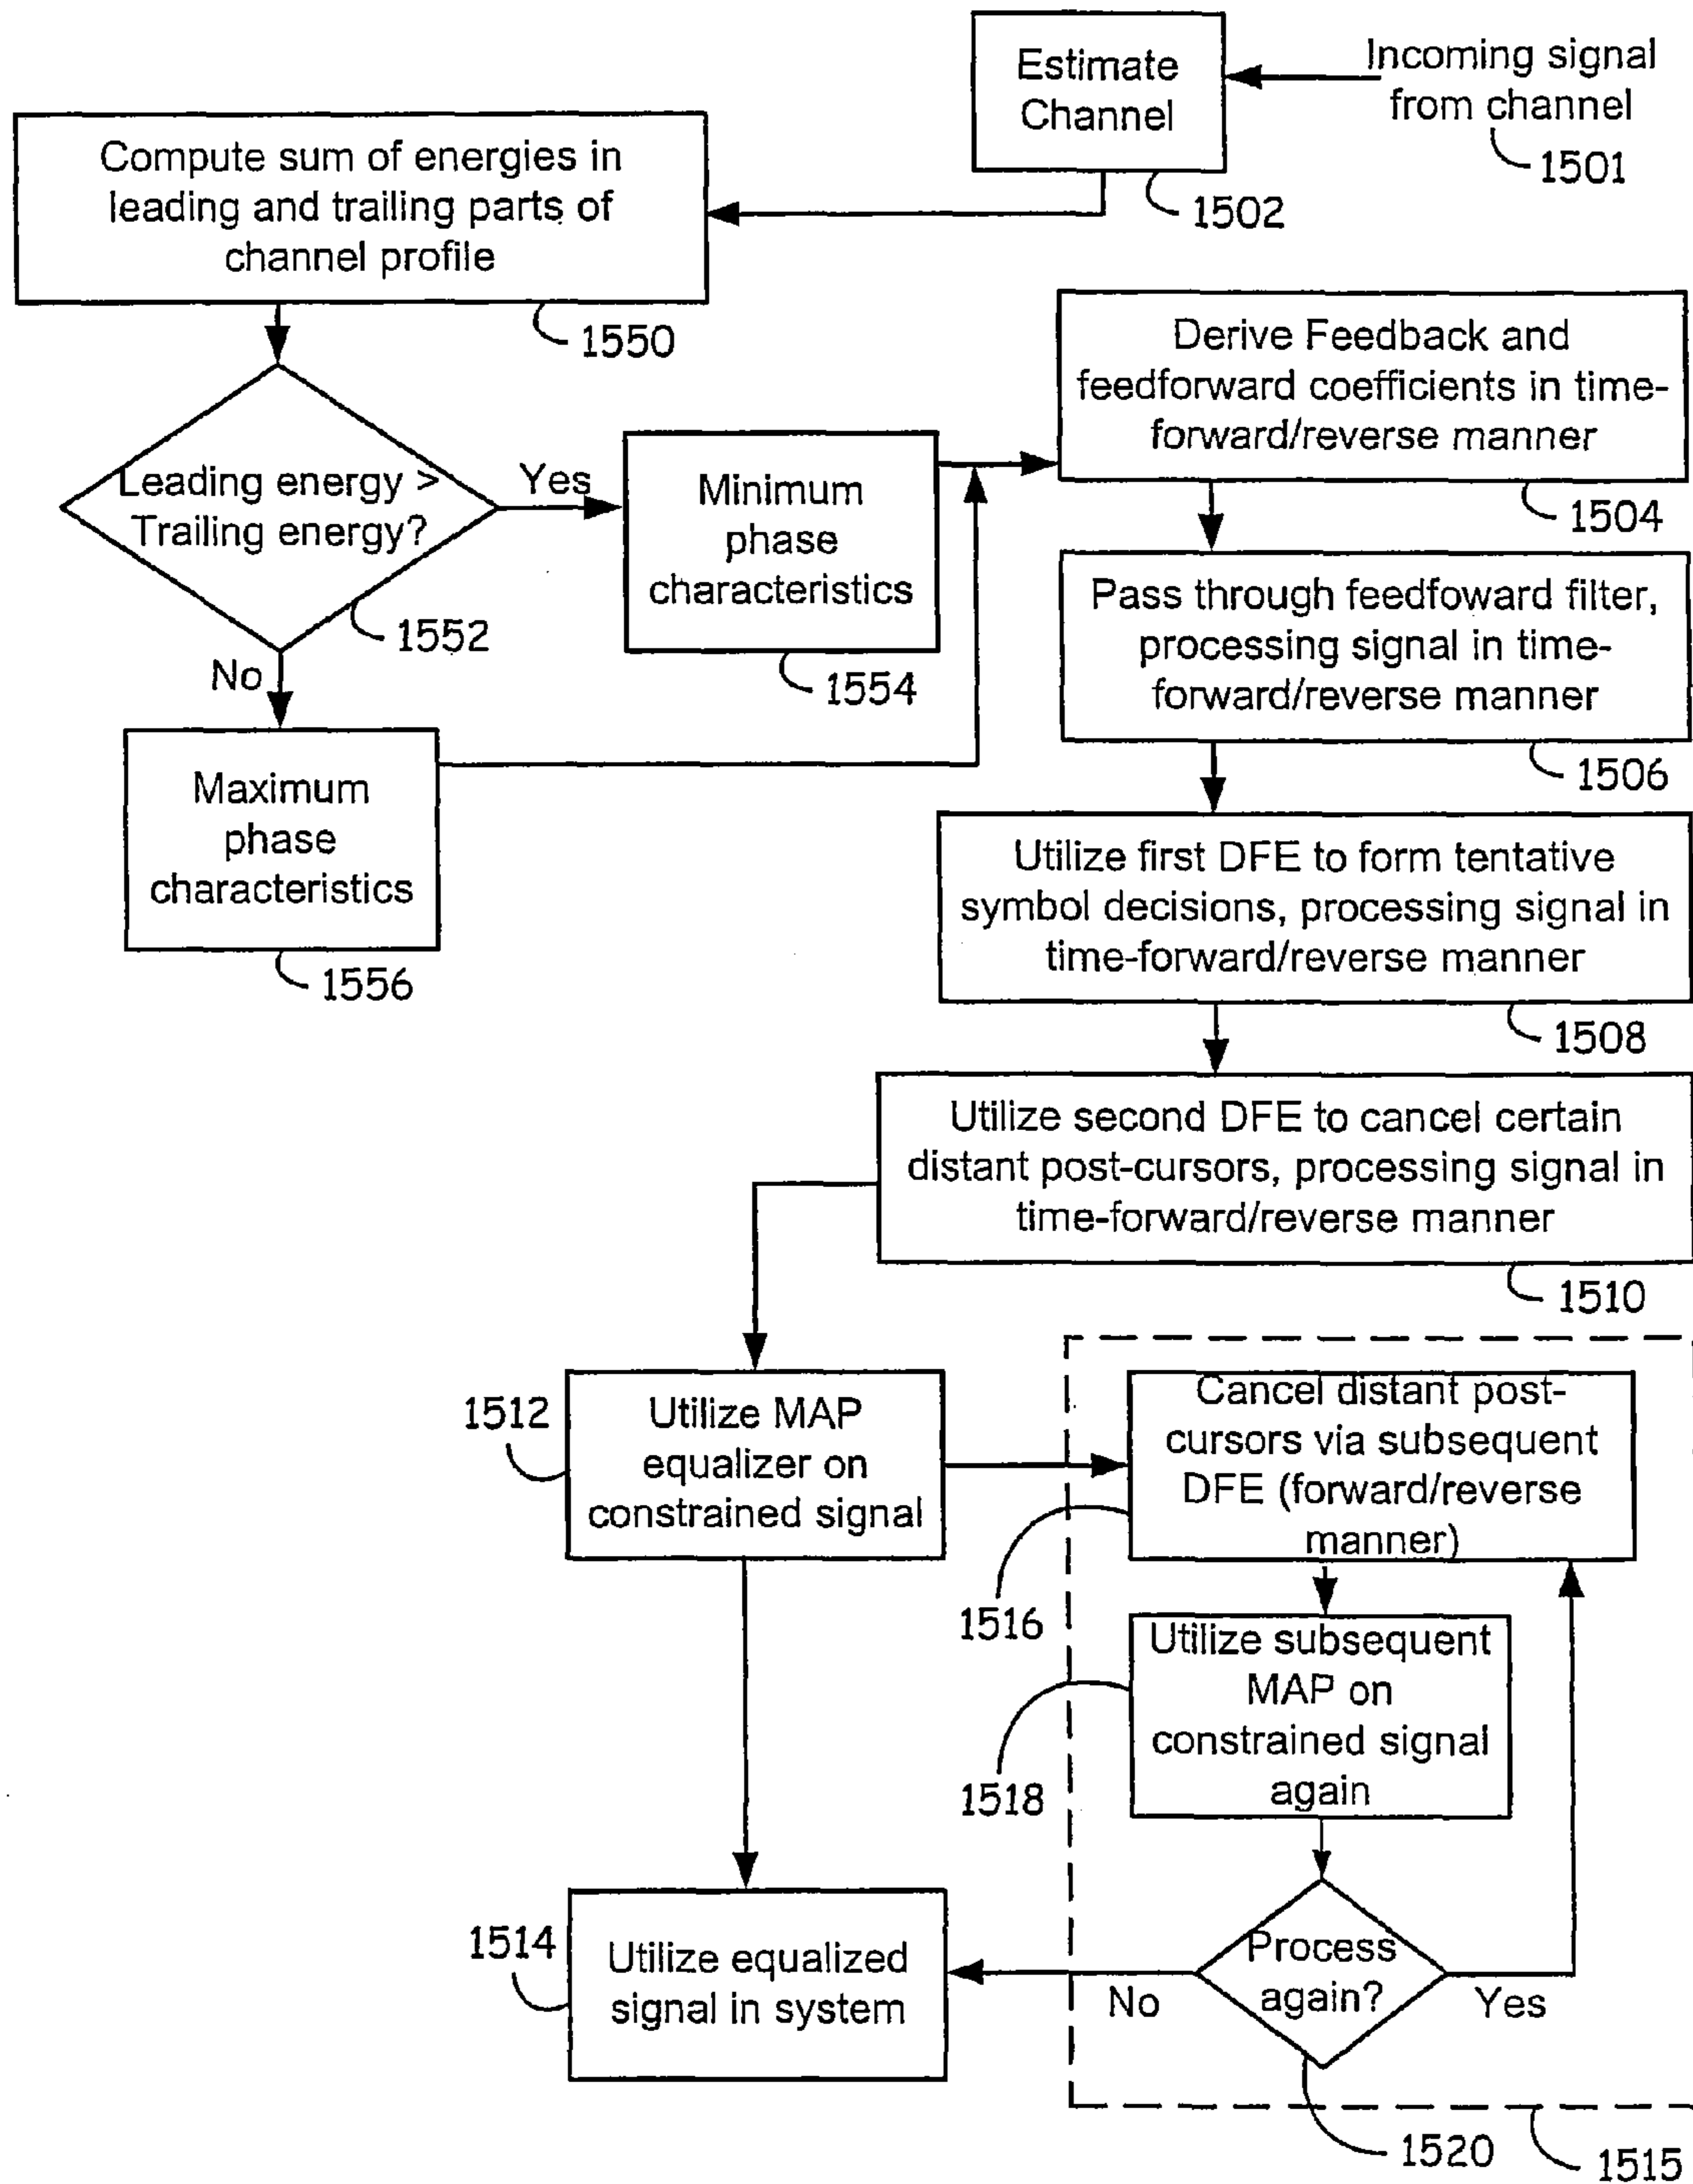 Estimate
Channel
Incoming signal
from channel
1501
1502
Compute sum of energies in
leading and trailing parts of
channel profile
1550
Leading energy >
Trailing energy?
1552
Yes
No
Minimum
phase
characteristics
1554
Maximum
phase
characteristics
1556
Derive Feedback and
feedforward coefficients in time-
forward/reverse manner
1504
Pass through feedfoward filter,
processing signal in time-
forward/reverse manner
1506
Utilize first DFE to form tentative
symbol decisions, processing signal in
time-forward/reverse manner
1508
Utilize second DFE to cancel certain
distant post-cursors, processing signal in
time-forward/reverse manner
1510
1512
Utilize MAP
equalizer on
constrained signal
Cancel distant post-
cursors via subsequent
DFE (forward/reverse
manner)
1516
Utilize subsequent
MAP on
constrained signal
again
1518
1514
Utilize equalized
signal in system
Process
again?
No
Yes
1520
1515